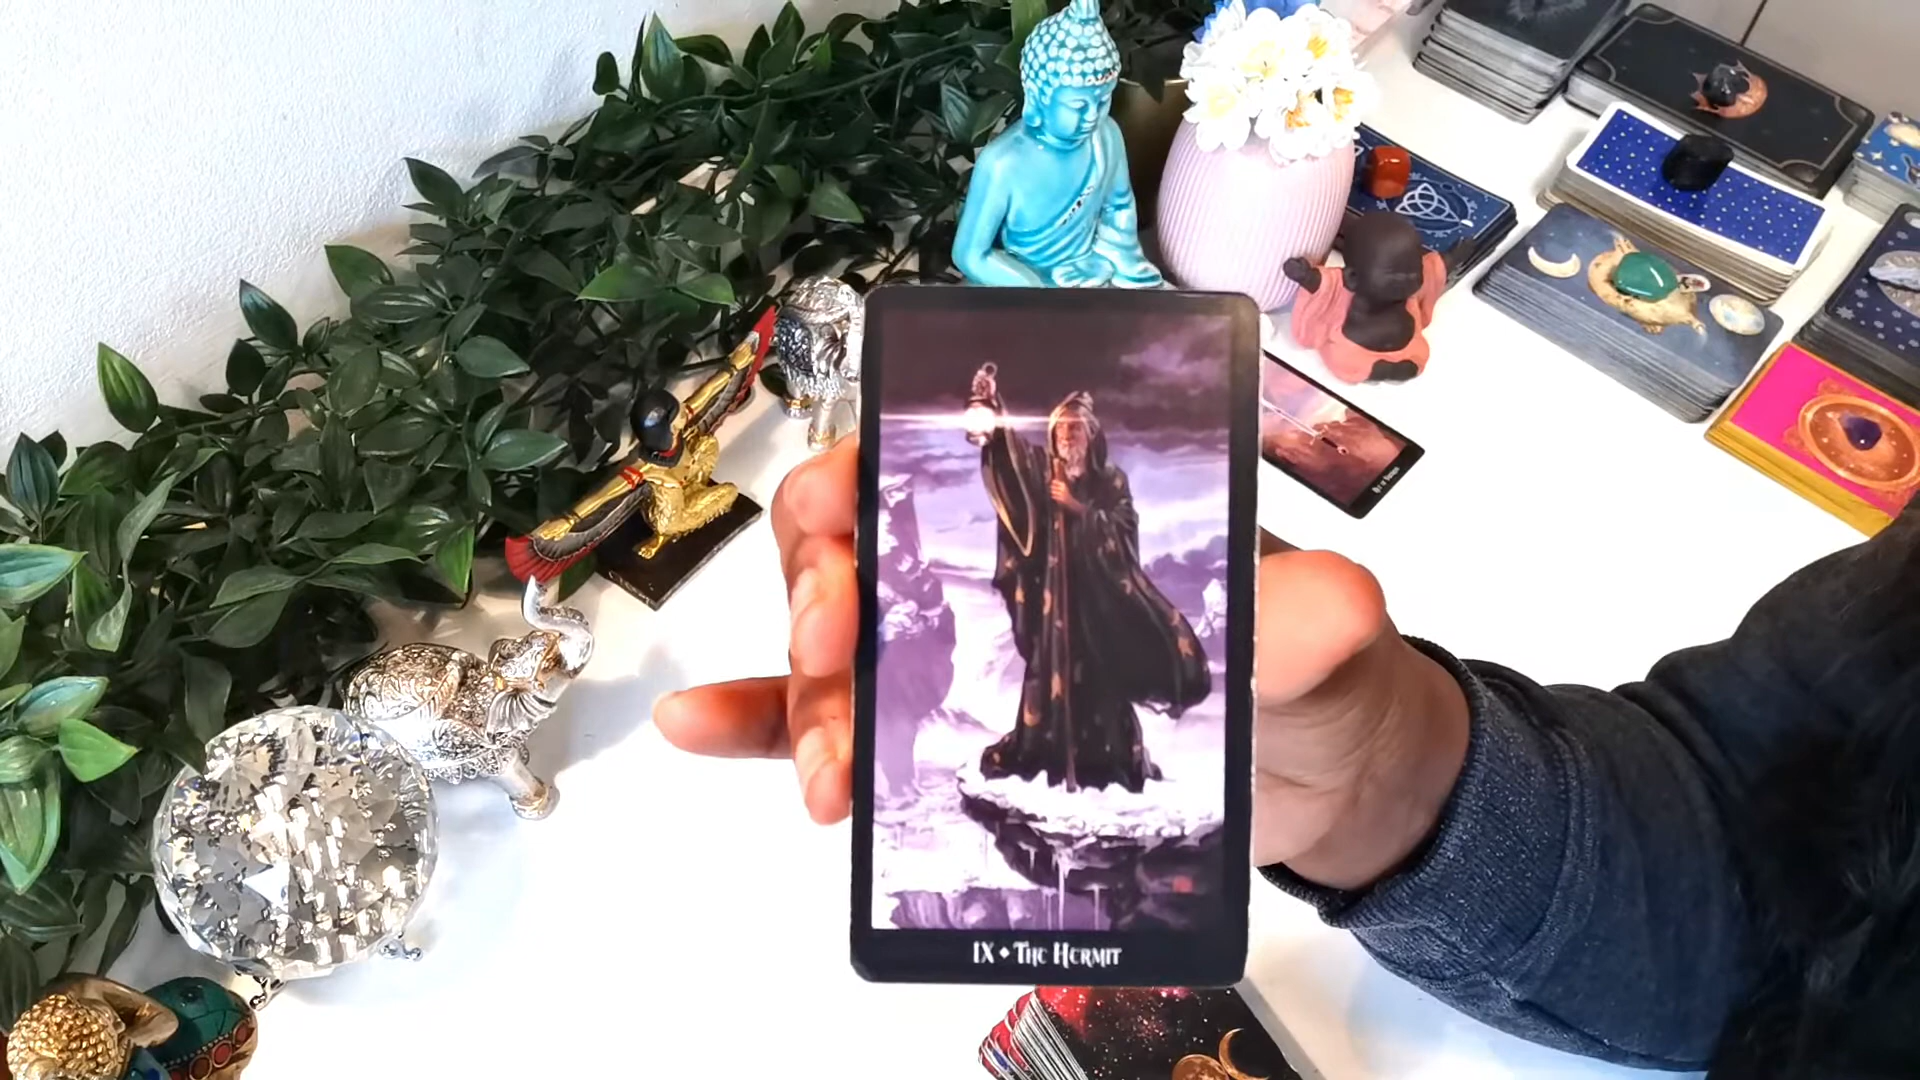 IX ♦ The Hermit